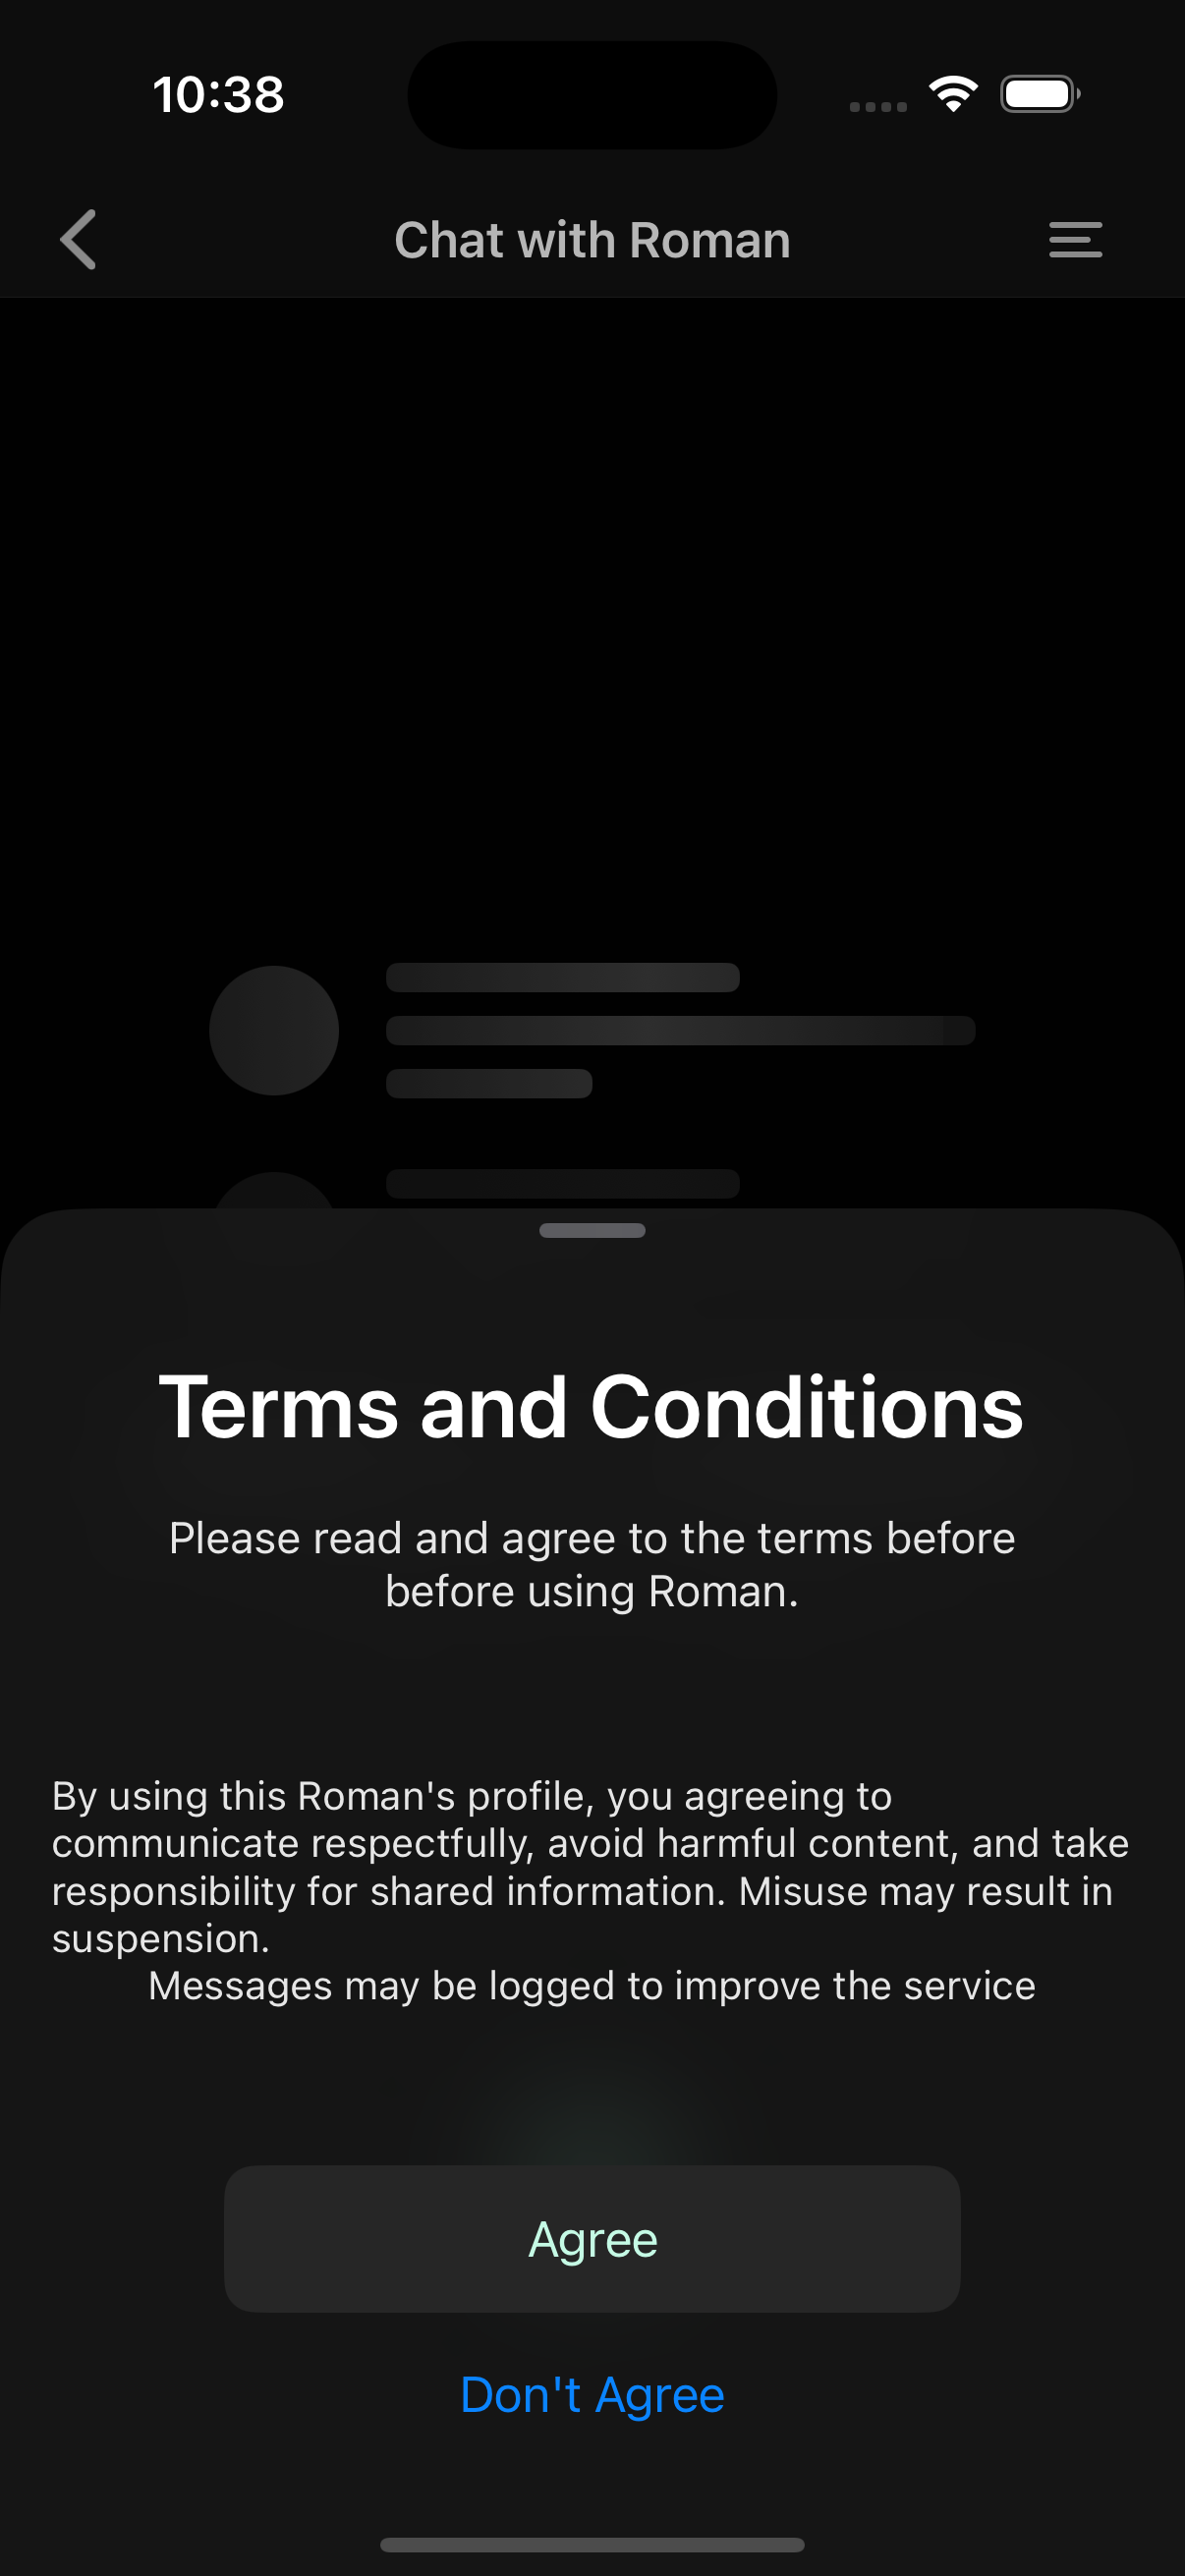 10:38
Chat with Roman
Terms and Conditions
Please read and agree to the terms before
before using Roman.
By using this Roman's profile, you agreeing to
communicate respectfully, avoid harmful content, and take
responsibility for shared information. Misuse may result in
suspension.
Messages may be logged to improve the service
Agree
Don't Agree